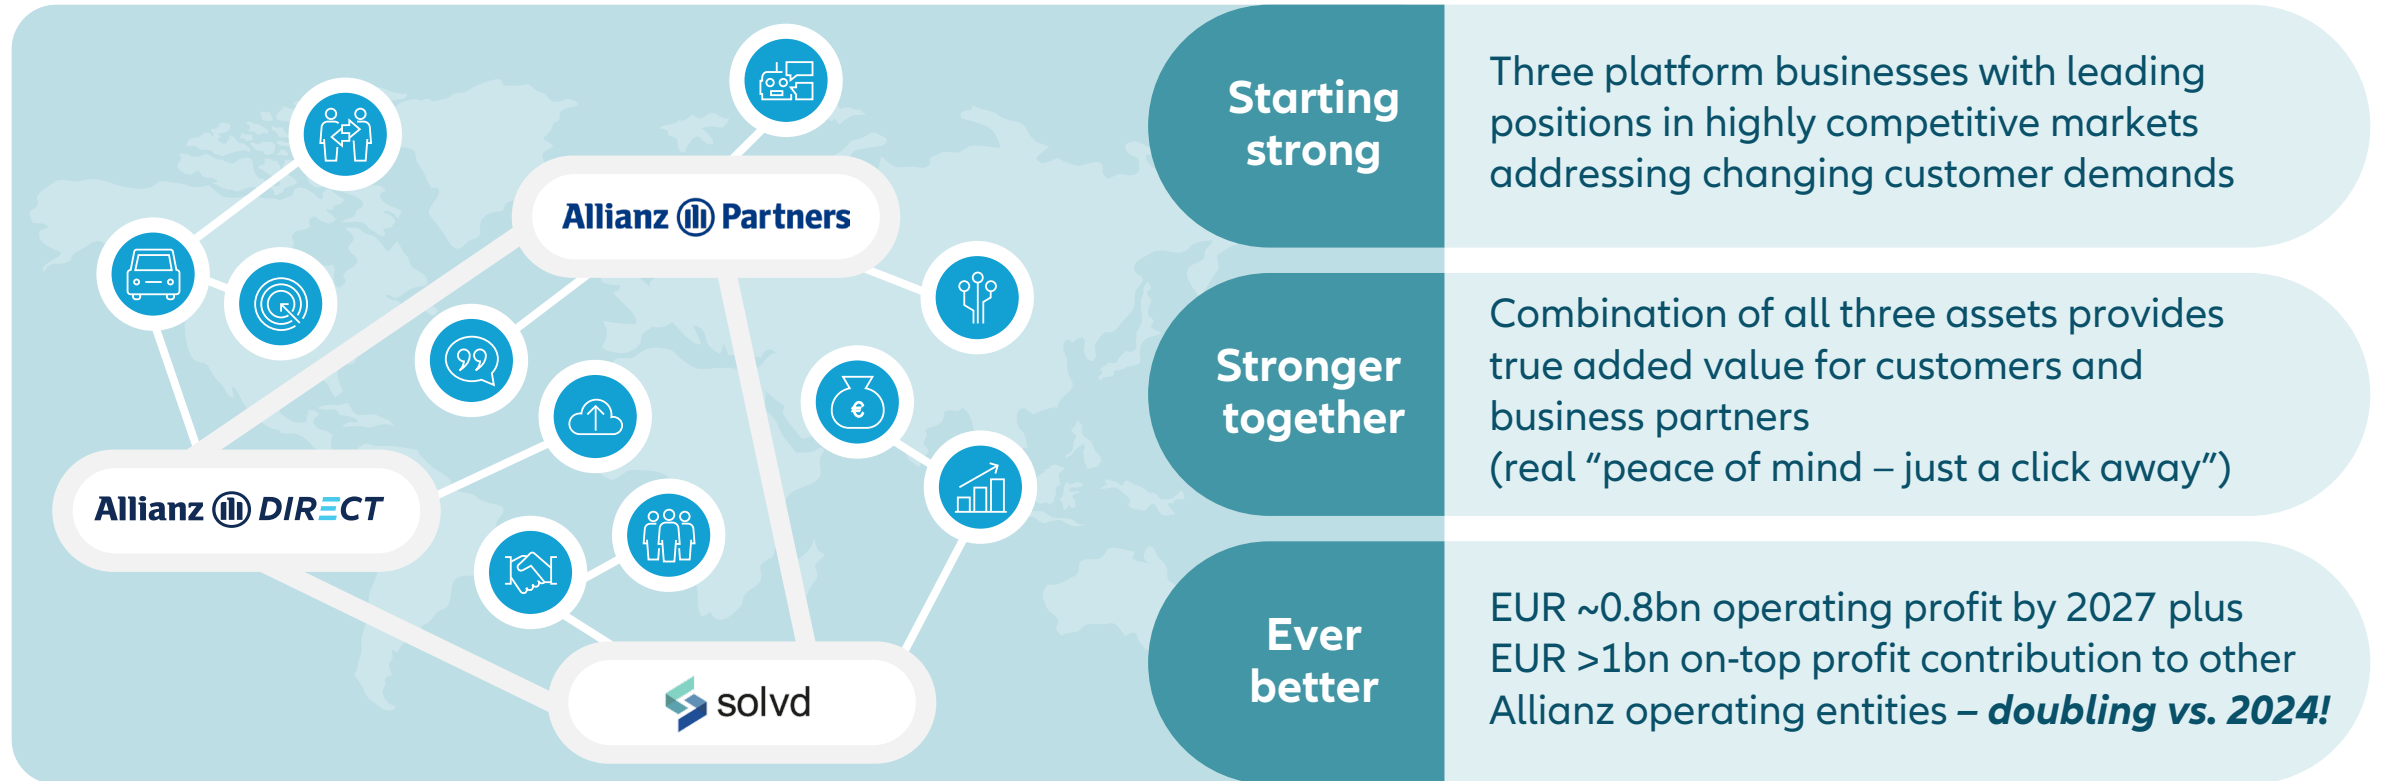 Allianz Partners
Allianz DIRECT
€
solvd
Starting
strong
Three platform businesses with leading
positions in highly competitive markets
addressing changing customer demands
Stronger
together
Combination of all three assets provides
true added value for customers and
business partners
(real “peace of mind – just a click away”)
Ever
better
EUR ~0.8bn operating profit by 2027 plus
EUR >1bn on-top profit contribution to other
Allianz operating entities – doubling vs. 2024!